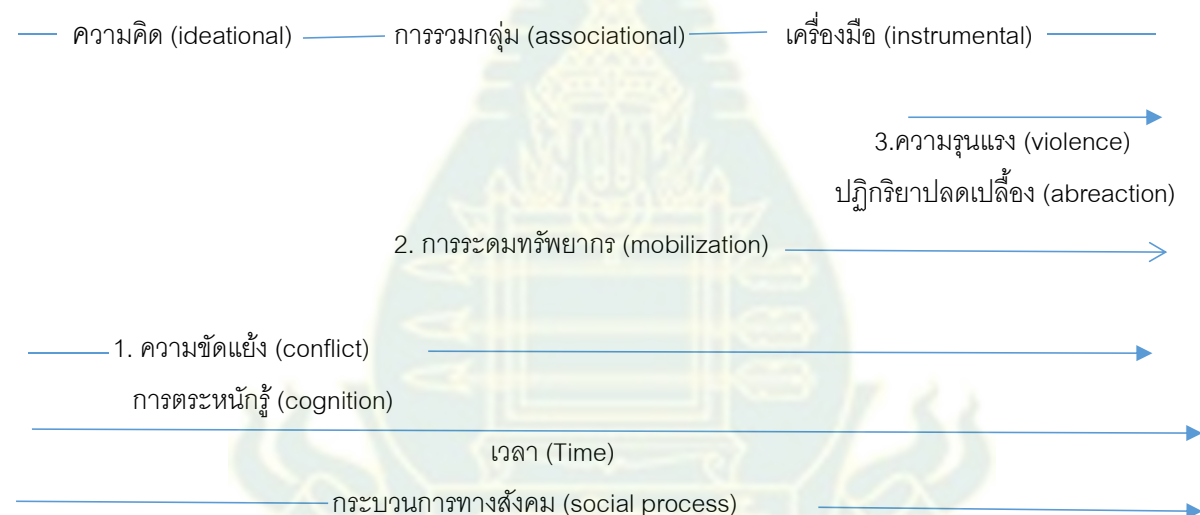 ความคิด (ideational) การรวมกลุ่ม (associational) เครื่องมือ (instrumental)
3.ความรุนแรง (violence)
ปฏิกริยาปลดเปลื้อง (abreaction)
2. การระดมทรัพยากร (mobilization)
1. ความขัดแย้ง (conflict)
การตระหนักรู้ (cognition)
เวลา (Time)
กระบวนการทางสังคม (social process)